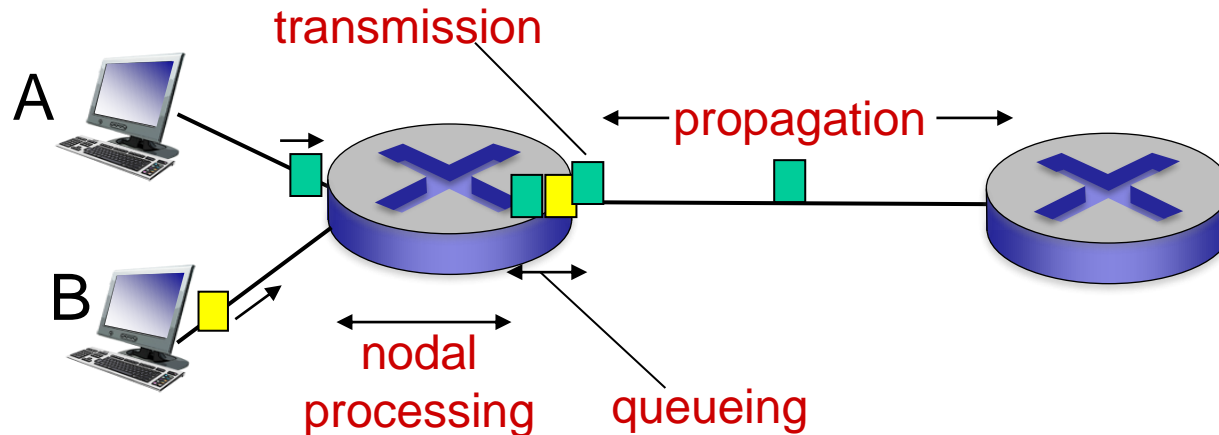 transmission
A
propagation
B
nodal
processing
queueing